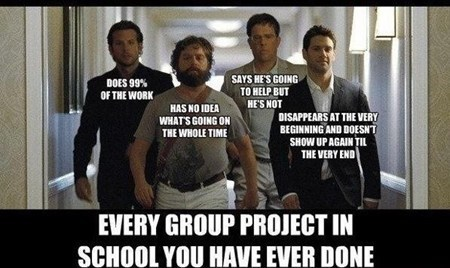 DOES 99%
OF THE WORK
HAS NO IDEA
WHAT'S GOING ON
THE WHOLE TIME
SAYS HE'S GOING
TO HELP BUT
HE'S NOT
DISAPPEARS AT THE VERY
BEGINNING AND DOESN'T
SHOW UP AGAIN TIL
THE VERY END
EVERY GROUP PROJECT IN
SCHOOL YOU HAVE EVER DONE